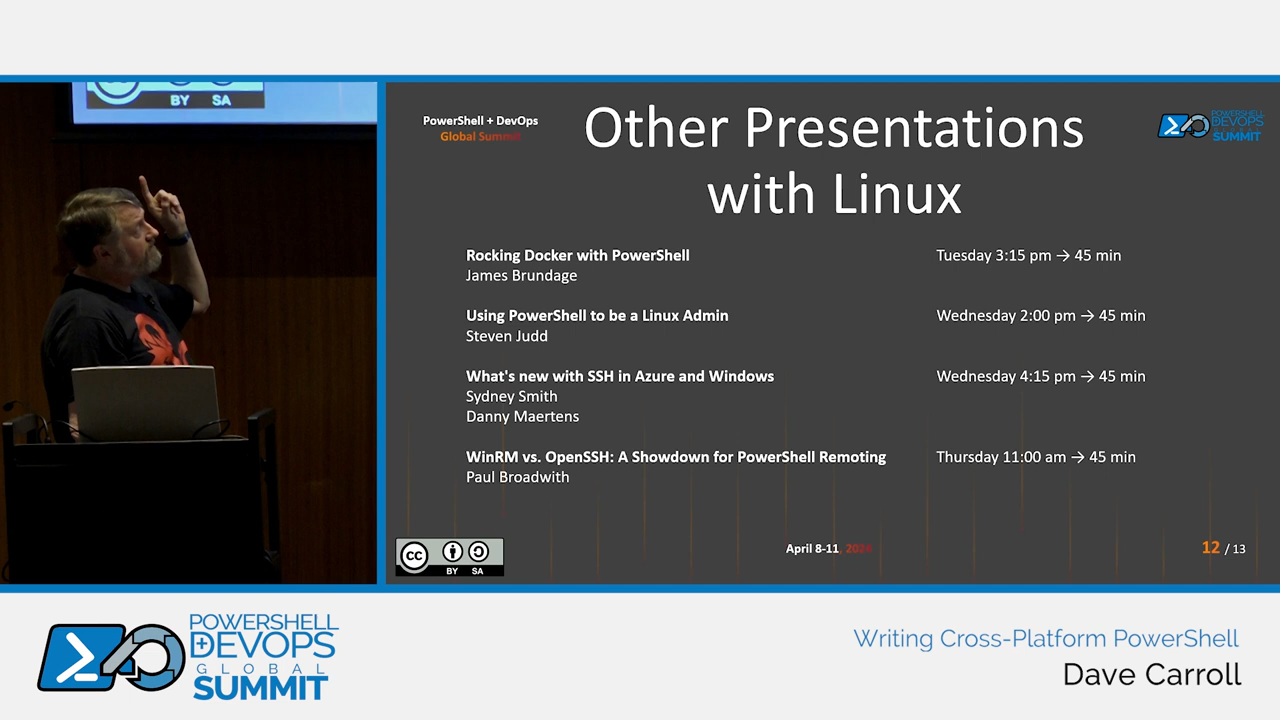 BY SA
PowerShell + DevOps
Global Summit
Other Presentations
with Linux
POWERSHELL
DEVOPS
SUMMIT
Rocking Docker with PowerShell
James Brundage
Tuesday 3:15 pm → 45 min
Using PowerShell to be a Linux Admin
Steven Judd
Wednesday 2:00 pm → 45 min
What's new with SSH in Azure and Windows
Sydney Smith
Danny Maertens
Wednesday 4:15 pm → 45 min
WinRM vs. OpenSSH: A Showdown for PowerShell Remoting
Paul Broadwith
Thursday 11:00 am → 45 min
cc
BY SA
April 8-11, 2024
12 / 13
POWERSHELL
+DEVOPS
GLOBAL
SUMMIT
Writing Cross-Platform PowerShell
Dave Carroll